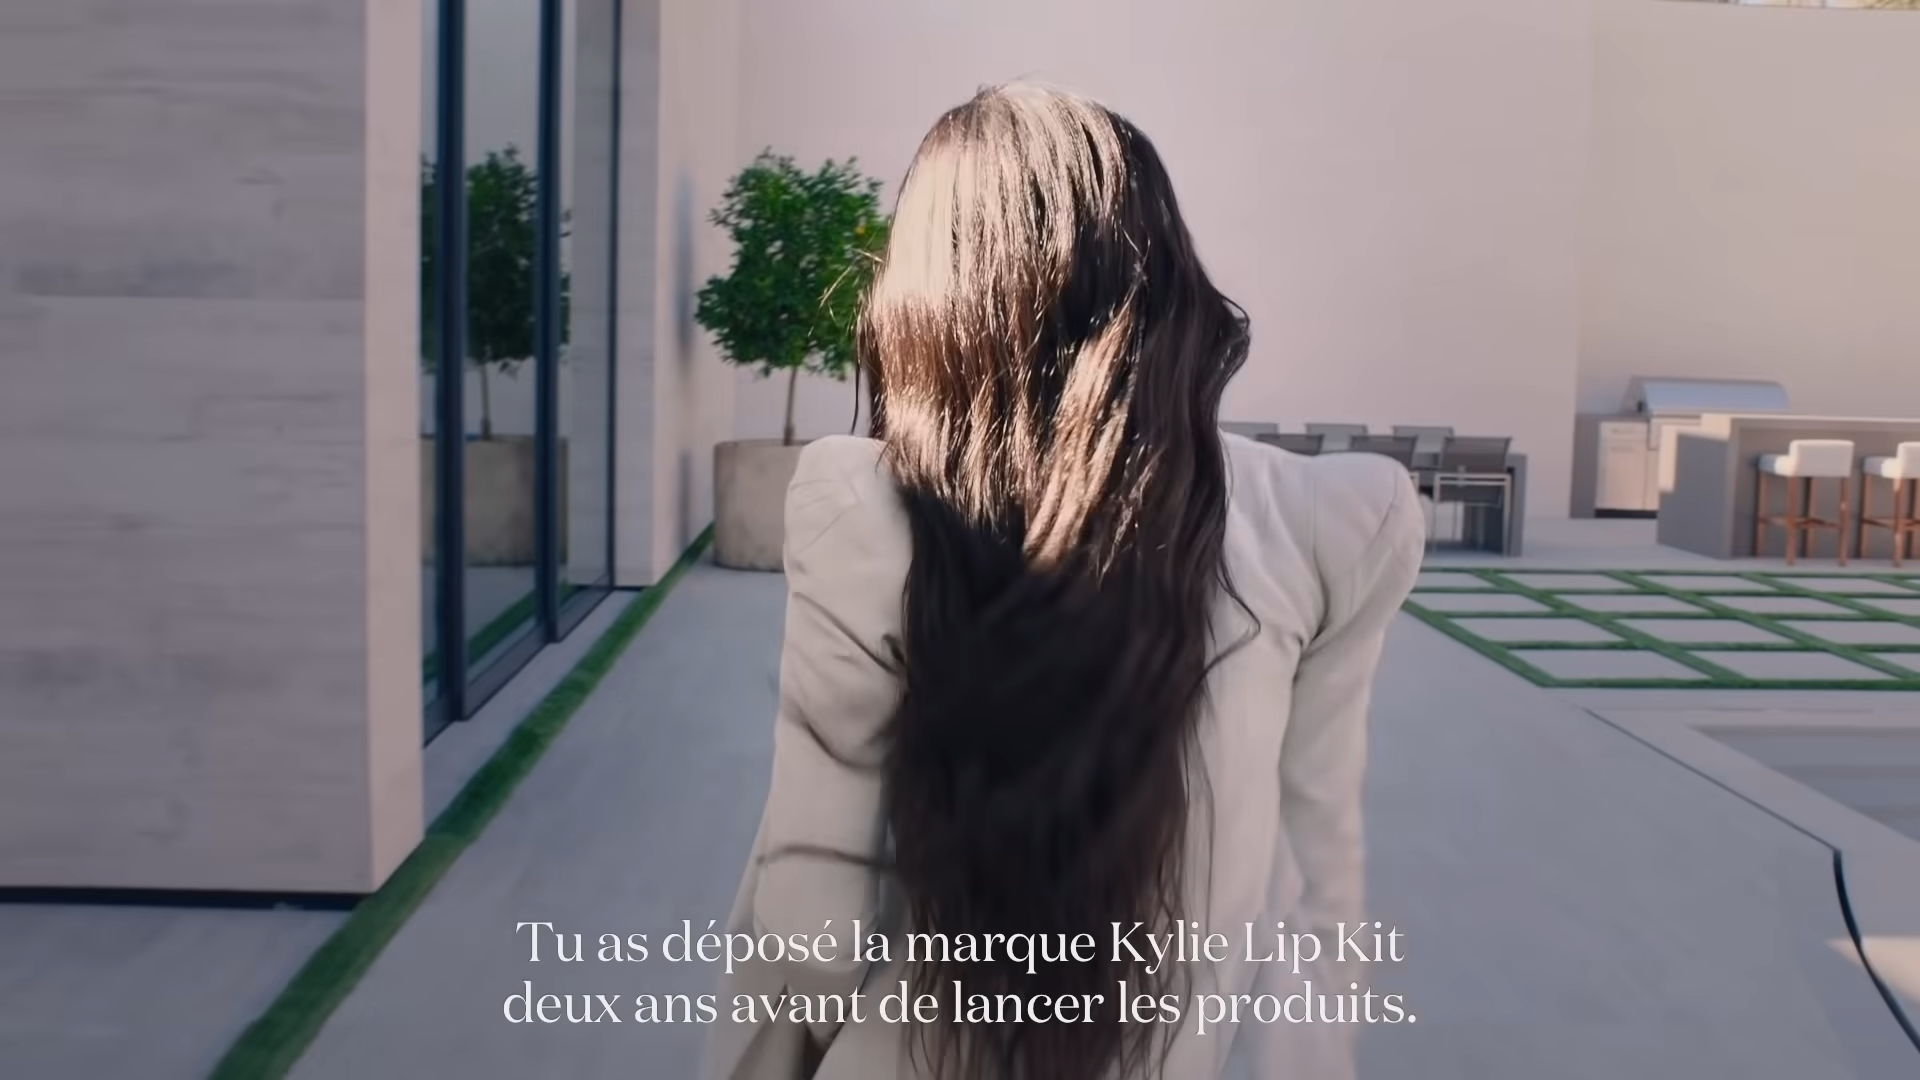 Tu as déposé la marque Kylie Lip Kit
deux ans avant de lancer les produits.